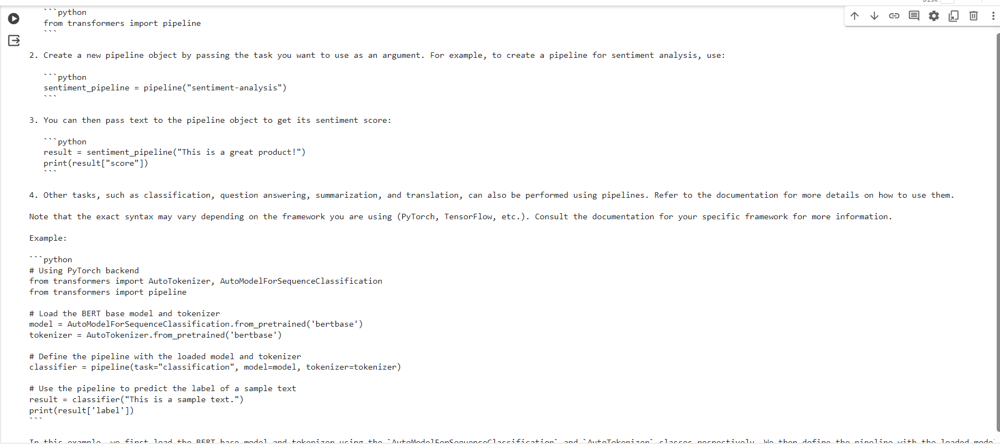 Disk
```python
from transformers import pipeline
```
2. Create a new pipeline object by passing the task you want to use as an argument. For example, to create a pipeline for sentiment analysis, use:
```python
sentiment_pipeline = pipeline("sentiment-analysis")
```
3. You can then pass text to the pipeline object to get its sentiment score:
```python
result = sentiment_pipeline("This is a great product!")
print(result["score"])
```
4. Other tasks, such as classification, question answering, summarization, and translation, can also be performed using pipelines. Refer to the documentation for more details on how to use them.
Note that the exact syntax may vary depending on the framework you are using (PyTorch, TensorFlow, etc.). Consult the documentation for your specific framework for more information.
Example:
```python
# Using PyTorch backend
from transformers import AutoTokenizer, AutoModelForSequenceClassification
from transformers import pipeline
# Load the BERT base model and tokenizer
model = AutoModelForSequenceClassification.from_pretrained('bertbase')
tokenizer = AutoTokenizer.from_pretrained('bertbase')
# Define the pipeline with the loaded model and tokenizer
classifier = pipeline(task="classification", model=model, tokenizer=tokenizer)
# Use the pipeline to predict the label of a sample text
result = classifier("This is a sample text.")
print(result['label'])
```
In this example, we first load the BERT base model and tokenizer using the `AutoModelForSequenceClassification` and `AutoTokenizer` classes respectively. We then define the pipeline with the loaded model